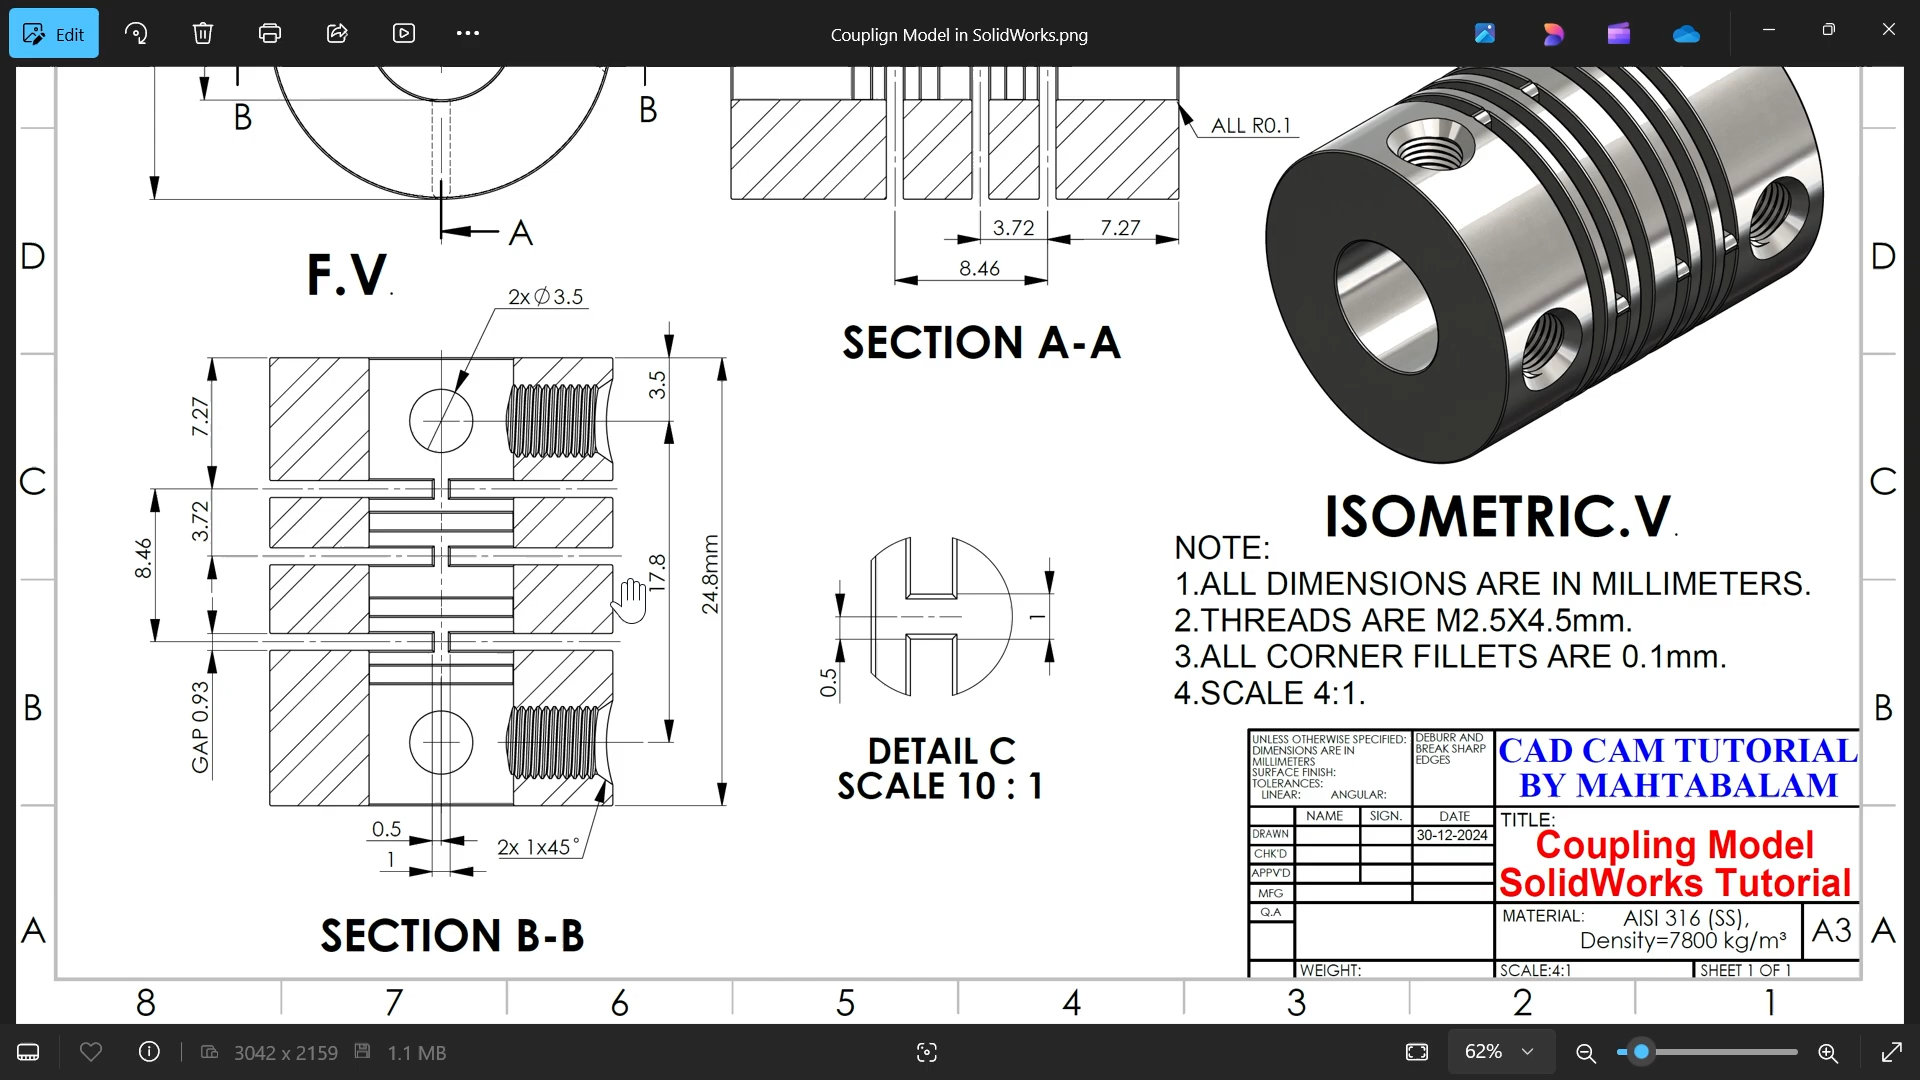 Edit
Couplign Model in SolidWorks.png
B
B
A
F.V.
ALL R0.1
3.72
7.27
8.46
SECTION A-A
2x∅3.5
7.27
3.72
8.46
GAP 0.93
3.5
17.8
24.8mm
0.5
1
2x 1x45°
SECTION B-B
0.5
1
DETAIL C
SCALE 10 : 1
ISOMETRIC.V.
NOTE:
1.ALL DIMENSIONS ARE IN MILLIMETERS.
2.THREADS ARE M2.5X4.5mm.
3.ALL CORNER FILLETS ARE 0.1mm.
4.SCALE 4:1.
UNLESS OTHERWISE SPECIFIED:
DIMENSIONS ARE IN
MILLIMETERS
SURFACE FINISH:
TOLERANCES:
LINEAR: ANGULAR:
DEBURR AND
BREAK SHARP
EDGES
CAD CAM TUTORIAL
BY MAHTABALAM
NAME SIGN. DATE
DRAWN 30-12-2024
CHK'D
APPV'D
MFG
Q.A
TITLE:
Coupling Model
SolidWorks Tutorial
MATERIAL: AISI 316 (SS),
Density=7800 kg/m³
A3
WEIGHT:
SCALE:4:1
SHEET 1 OF 1
D
C
B
A
D
C
B
A
8 7 6 5 4 3 2 1
3042 x 2159 1.1 MB
62%